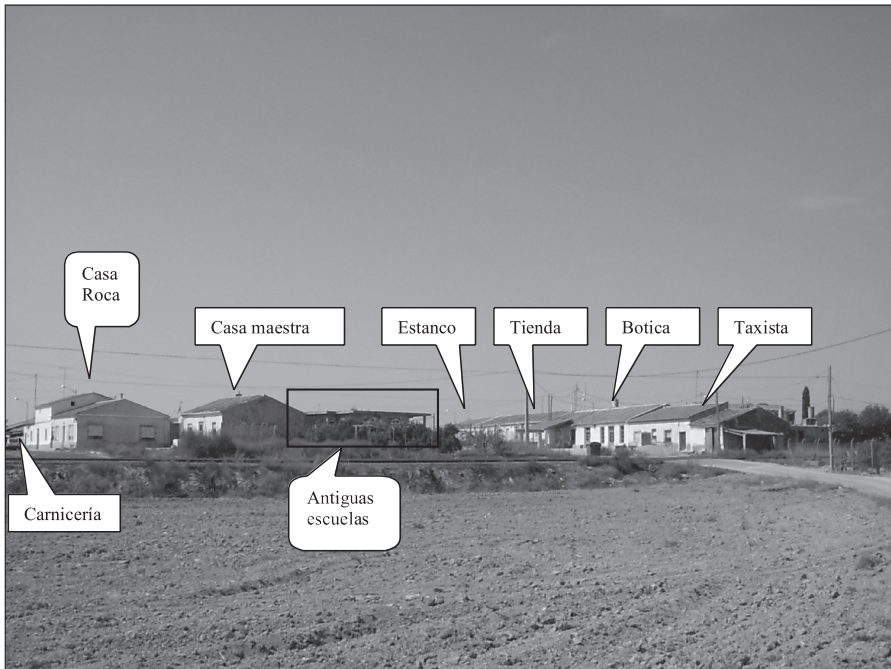 Casa
Roca
Casa maestra
Estanco
Tienda
Botica
Taxista
Carnicería
Antiguas
escuelas